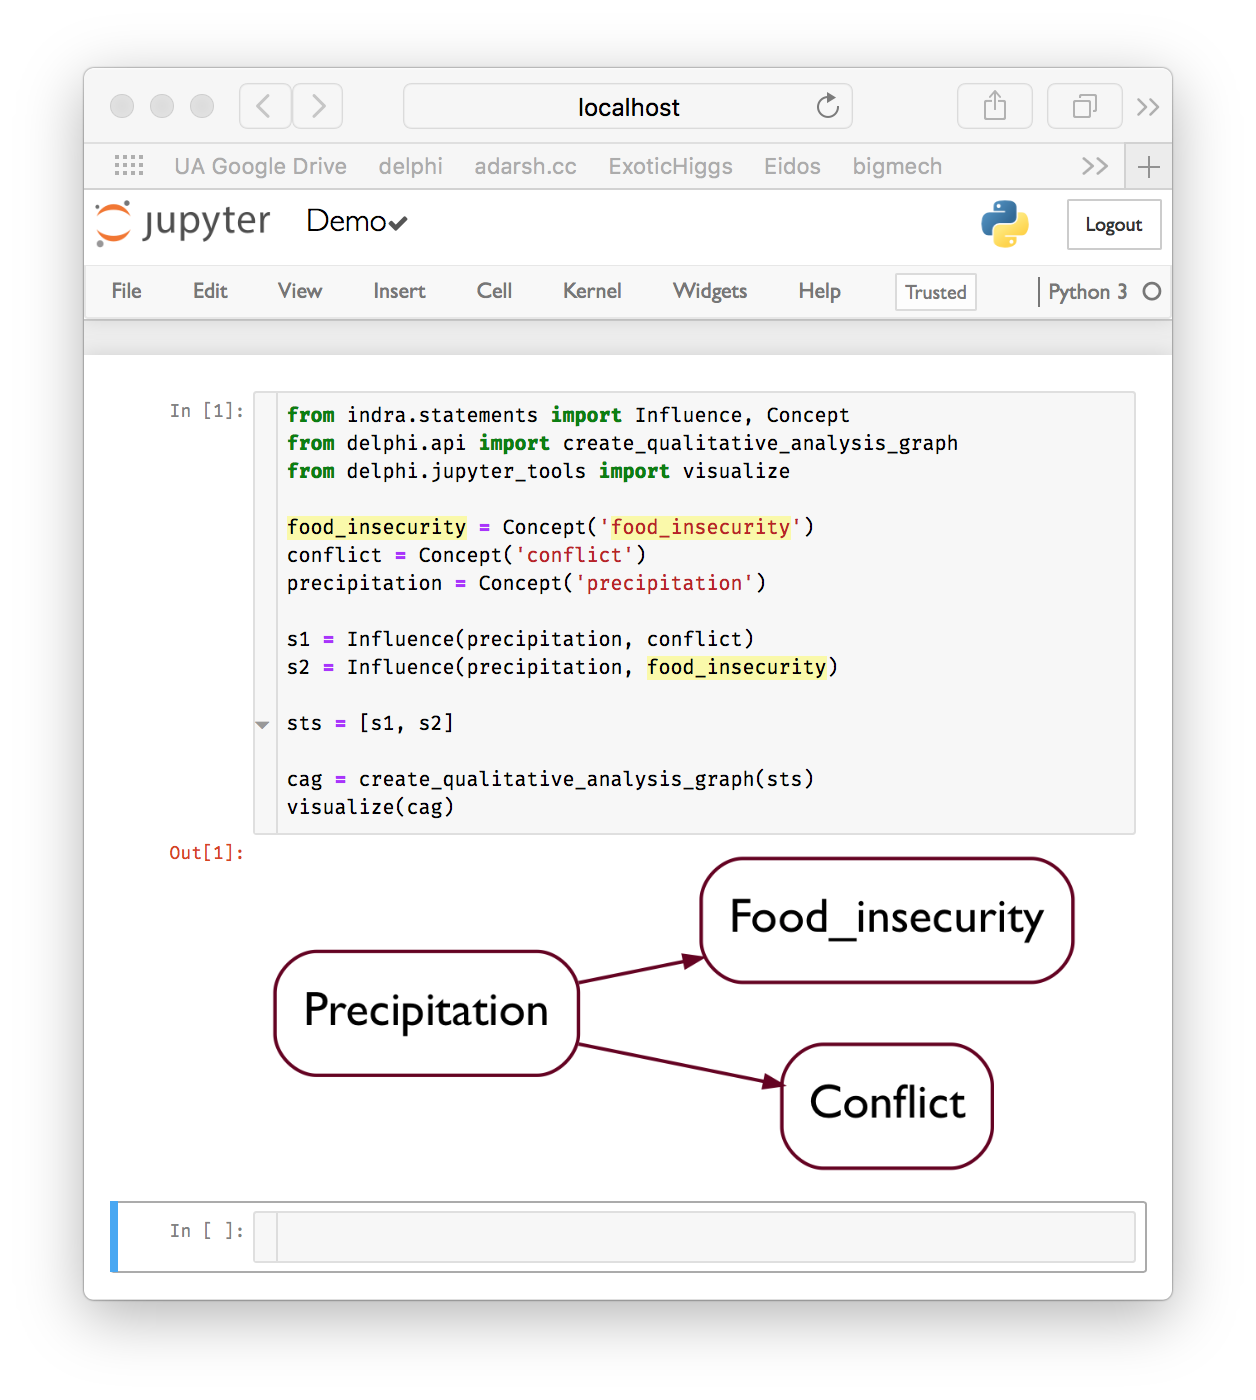 localhost
UA Google Drive delphi adarsh.cc ExoticHiggs Eidos bigmech
jupyter Demo Logout
File Edit View Insert Cell Kernel Widgets Help Trusted Python 3
In [1]:
from indra.statements import Influence, Concept
from delphi.api import create_qualitative_analysis_graph
from delphi.jupyter_tools import visualize
food_insecurity = Concept('food_insecurity')
conflict = Concept('conflict')
precipitation = Concept('precipitation')
s1 = Influence(precipitation, conflict)
s2 = Influence(precipitation, food_insecurity)
sts = [s1, s2]
cag = create_qualitative_analysis_graph(sts)
visualize(cag)
Out[1]:
Food_insecurity
Precipitation
Conflict
In [ ]: